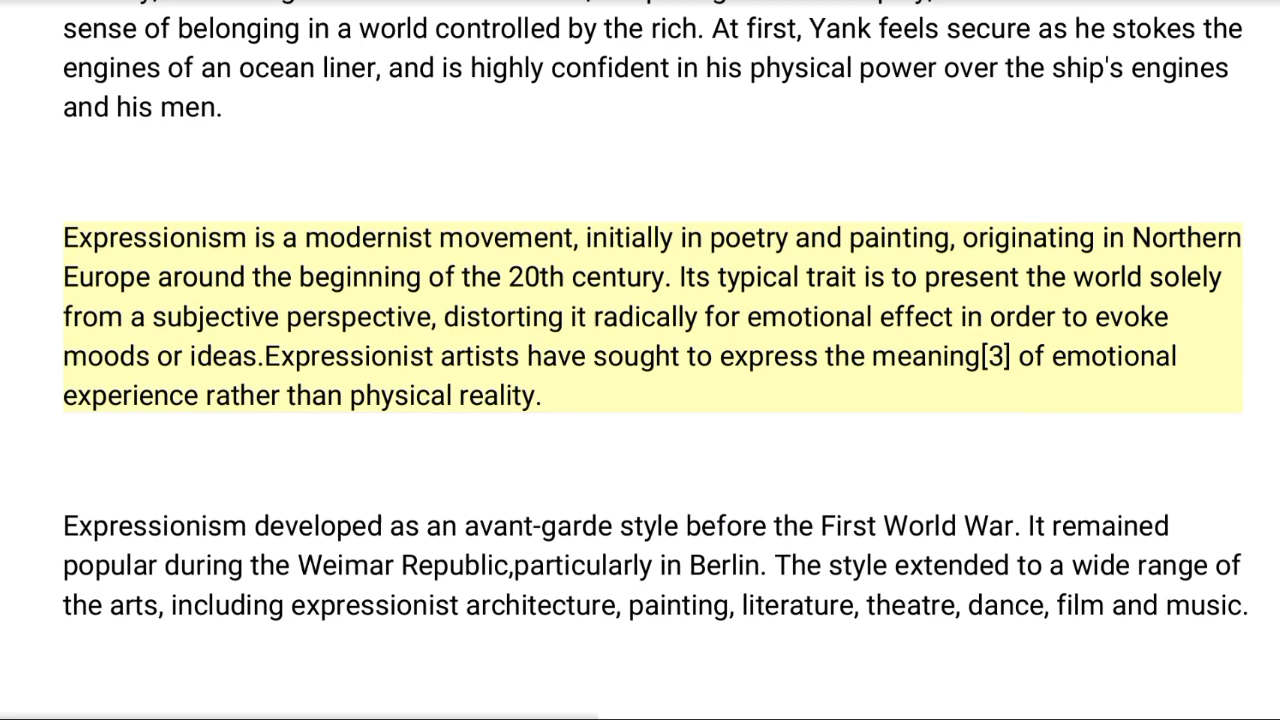 sense of belonging in a world controlled by the rich. At first, Yank feels secure as he stokes the
engines of an ocean liner, and is highly confident in his physical power over the ship's engines
and his men.
Expressionism is a modernist movement, initially in poetry and painting, originating in Northern
Europe around the beginning of the 20th century. Its typical trait is to present the world solely
from a subjective perspective, distorting it radically for emotional effect in order to evoke
moods or ideas.Expressionist artists have sought to express the meaning[3] of emotional
experience rather than physical reality.
Expressionism developed as an avant-garde style before the First World War. It remained
popular during the Weimar Republic,particularly in Berlin. The style extended to a wide range of
the arts, including expressionist architecture, painting, literature, theatre, dance, film and music.